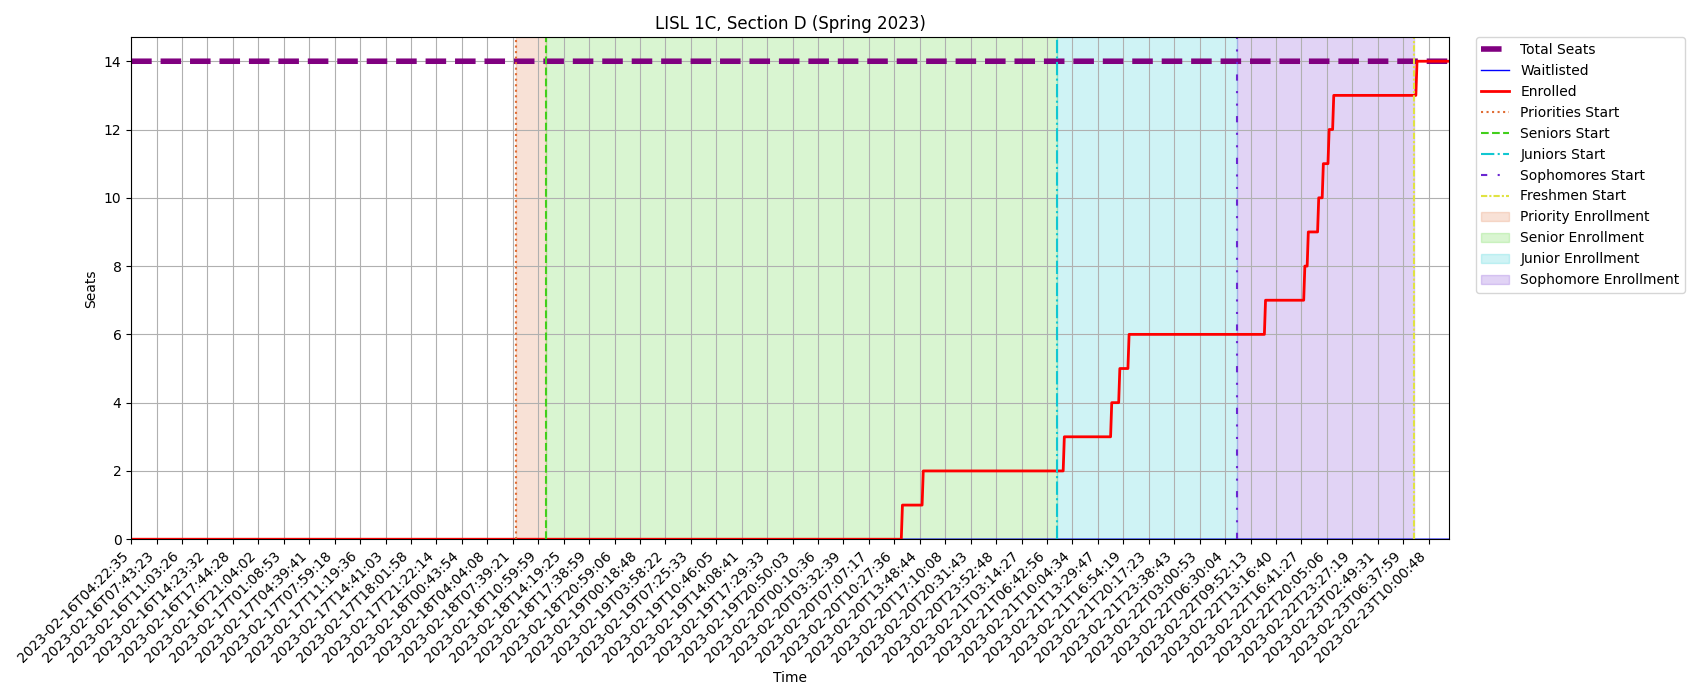 LISL 1C, Section D (Spring 2023)
Total Seats
Waitlisted
Enrolled
Priorities Start
Seniors Start
Juniors Start
Sophomores Start
Freshmen Start
Priority Enrollment
Senior Enrollment
Junior Enrollment
Sophomore Enrollment
Seats
14
12
10
8
6
4
2
0
2023-02-16T04:22:35
2023-02-16T07:43:23
2023-02-16T11:03:26
2023-02-16T14:23:32
2023-02-16T17:44:28
2023-02-16T21:04:02
2023-02-17T01:08:53
2023-02-17T04:39:41
2023-02-17T07:59:18
2023-02-17T11:19:36
2023-02-17T14:41:03
2023-02-17T18:01:58
2023-02-17T21:22:14
2023-02-18T00:43:54
2023-02-18T04:04:08
2023-02-18T07:39:21
2023-02-18T10:59:59
2023-02-18T14:19:25
2023-02-18T17:38:59
2023-02-18T20:59:06
2023-02-19T00:18:48
2023-02-19T03:58:22
2023-02-19T07:25:33
2023-02-19T10:46:05
2023-02-19T14:08:41
2023-02-19T17:29:33
2023-02-19T20:50:03
2023-02-20T00:10:36
2023-02-20T03:32:39
2023-02-20T07:07:17
2023-02-20T10:27:36
2023-02-20T13:48:44
2023-02-20T17:10:08
2023-02-20T20:31:43
2023-02-20T23:52:48
2023-02-21T03:14:27
2023-02-21T06:42:56
2023-02-21T10:04:34
2023-02-21T13:29:47
2023-02-21T16:54:19
2023-02-21T20:17:23
2023-02-21T23:38:43
2023-02-22T03:00:53
2023-02-22T06:30:04
2023-02-22T09:52:13
2023-02-22T13:16:40
2023-02-22T16:41:27
2023-02-22T20:05:06
2023-02-22T23:27:19
2023-02-23T02:49:31
2023-02-23T06:37:59
2023-02-23T10:00:48
Time